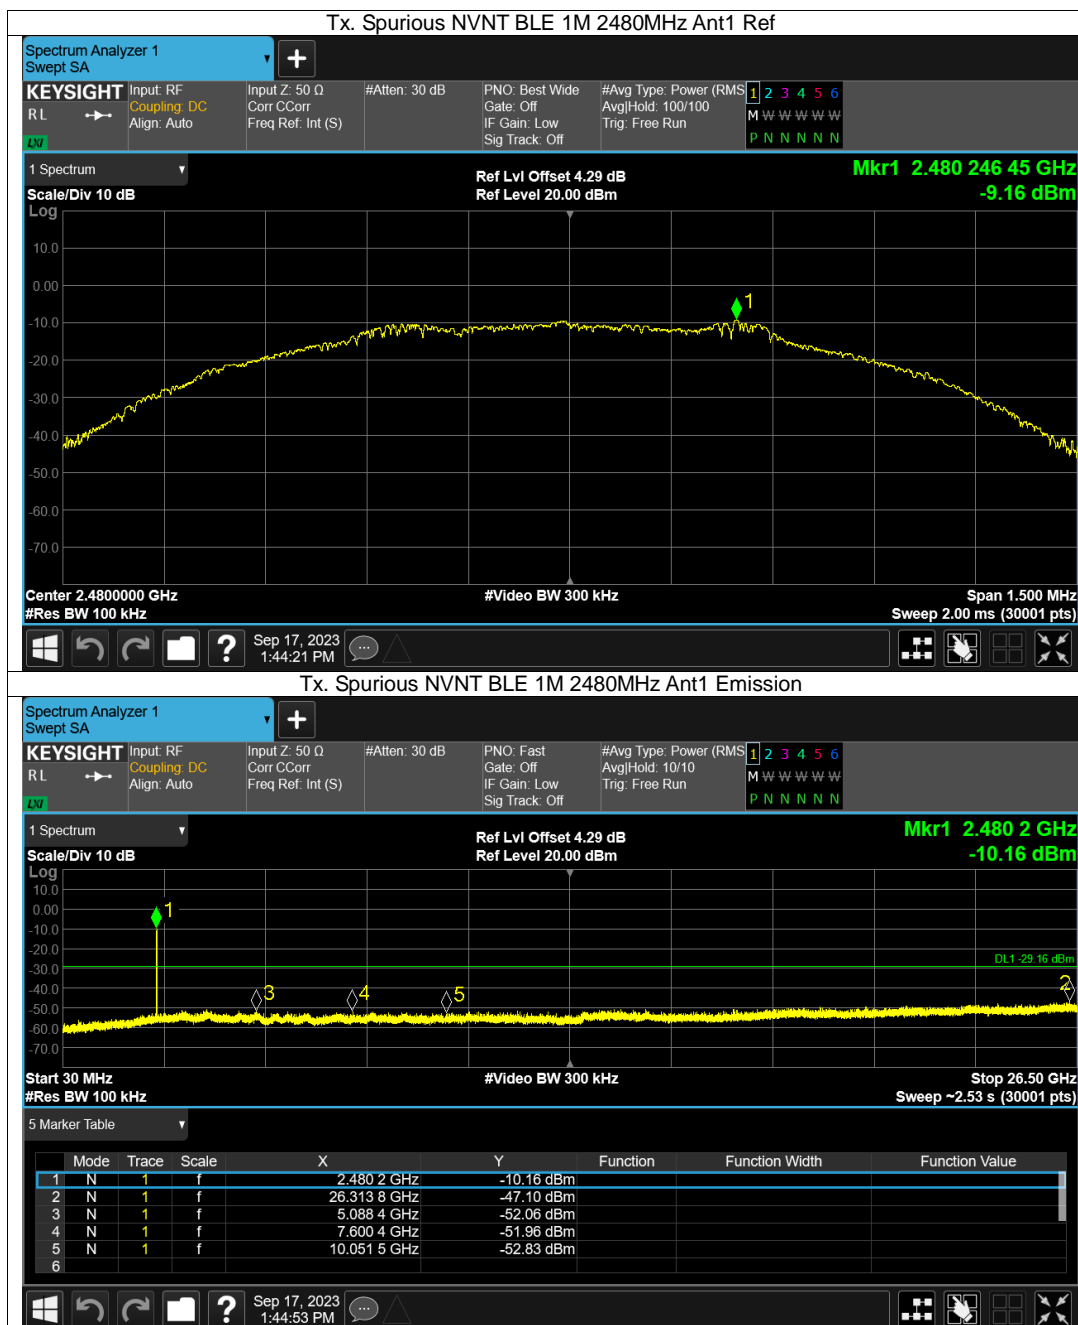 Tx. Spurious NVNT BLE 1M 2480MHz Ant1 Ref
Spectrum Analyzer 1
Swept SA
KEYSIGHT
RL
LXI
Input: RF
Coupling: DC
Align: Auto
Input Z: 50 Ω
Corr CCorr
Freq Ref: Int (S)
#Atten: 30 dB
PNO: Best Wide
Gate: Off
IF Gain: Low
Sig Track: Off
#Avg Type: Power (RMS
Avg|Hold: 100/100
Trig: Free Run
1 2 3 4 5 6
M W W W W W
P N N N N N
1 Spectrum
Scale/Div 10 dB
Ref Lvl Offset 4.29 dB
Ref Level 20.00 dBm
Mkr1 2.480 246 45 GHz
-9.16 dBm
Log
10.0
0.00
-10.0
-20.0
-30.0
-40.0
-50.0
-60.0
-70.0
1
Center 2.4800000 GHz
#Res BW 100 kHz
#Video BW 300 kHz
Span 1.500 MHz
Sweep 2.00 ms (30001 pts)
?
Sep 17, 2023
1:44:21 PM
Tx. Spurious NVNT BLE 1M 2480MHz Ant1 Emission
Spectrum Analyzer 1
Swept SA
KEYSIGHT
RL
LXI
Input: RF
Coupling: DC
Align: Auto
Input Z: 50 Ω
Corr CCorr
Freq Ref: Int (S)
#Atten: 30 dB
PNO: Fast
Gate: Off
IF Gain: Low
Sig Track: Off
#Avg Type: Power (RMS
Avg|Hold: 10/10
Trig: Free Run
1 2 3 4 5 6
M W W W W W
P N N N N N
1 Spectrum
Scale/Div 10 dB
Ref Lvl Offset 4.29 dB
Ref Level 20.00 dBm
Mkr1 2.480 2 GHz
-10.16 dBm
Log
10.0
0.00
-10.0
-20.0
-30.0
-40.0
-50.0
-60.0
-70.0
1
DL1 -29.16 dBm
3
4
5
2
Start 30 MHz
#Res BW 100 kHz
#Video BW 300 kHz
Stop 26.50 GHz
Sweep ~2.53 s (30001 pts)
5 Marker Table
Mode Trace Scale X Y Function Function Width Function Value
1 N 1 f 2.480 2 GHz -10.16 dBm
2 N 1 f 26.313 8 GHz -47.10 dBm
3 N 1 f 5.088 4 GHz -52.06 dBm
4 N 1 f 7.600 4 GHz -51.96 dBm
5 N 1 f 10.051 5 GHz -52.83 dBm
6
?
Sep 17, 2023
1:44:53 PM